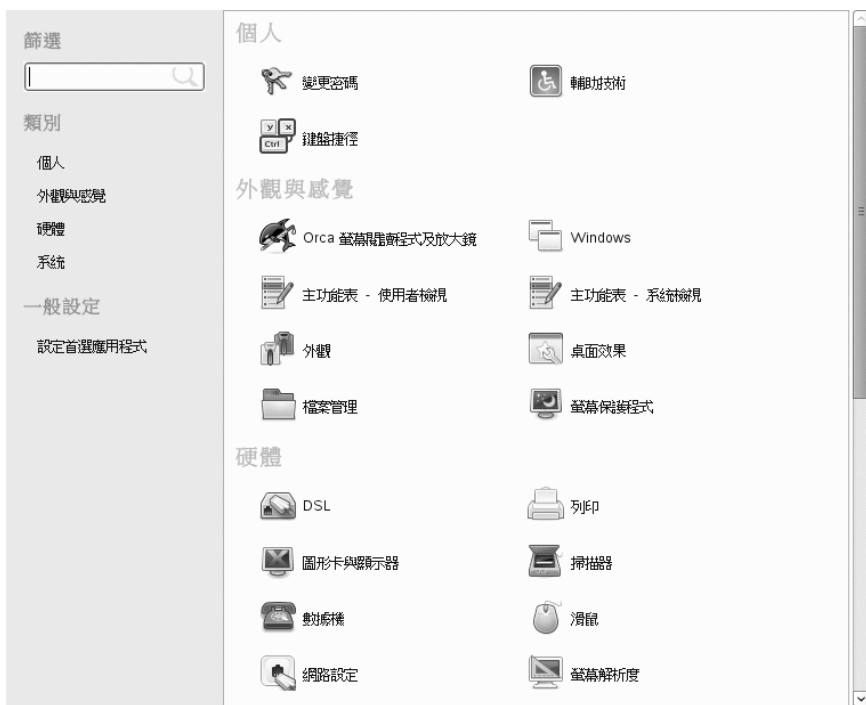 篩選
類別
個人
外觀與感覺
硬體
系統
一般設定
設定首選應用程式
個人
變更密碼
輔助技術
y x
Ctrl
鍵盤捷徑
外觀與感覺
Orca 螢幕閱讀程式及放大鏡
Windows
主功能表 - 使用者檢視
主功能表 - 系統檢視
外觀
桌面效果
檔案管理
螢幕保護程式
硬體
DSL
列印
圖形卡與顯示器
掃描器
數據機
滑鼠
網路設定
螢幕解析度